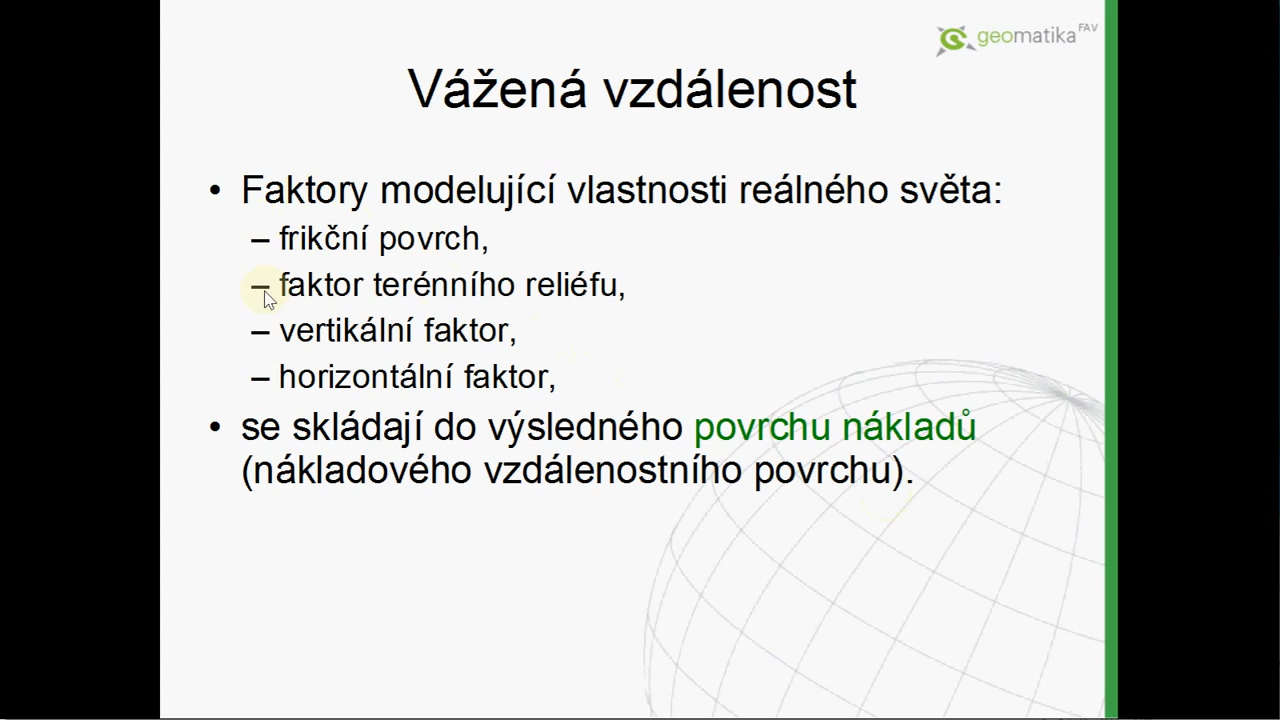 geomatika FAV
Vážená vzdálenost
• Faktory modelující vlastnosti reálného světa:
– frikční povrch,
– faktor terénního reliéfu,
– vertikální faktor,
– horizontální faktor,
• se skládají do výsledného povrchu nákladů
(nákladového vzdálenostního povrchu).